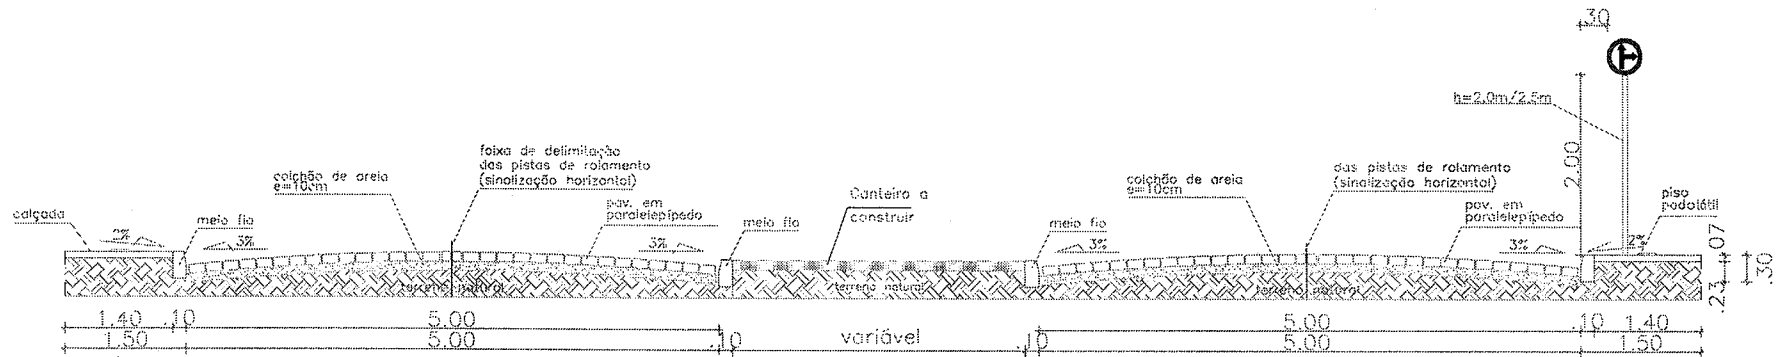 .30
h=2.0m/2.5m
2.00
faixa de delimitação
das pistas de rolamento
(sinalização horizontal)
das pistas de rolamento
(sinalização horizontal)
colchão de areia
e=10cm
colchão de areia
e=10cm
Canteiro a
construir
pav. em
paralelepípedo
pav. em
paralelepípedo
piso
podotátil
calçada
meio fio
meio fio
meio fio
2%
3%
3%
3%
3%
2%
.07
.30
.23
terreno natural
terreno natural
terreno natural
1.40
.10
5.00
5.00
.10
1.40
1.50
5.00
.10
variável
.10
5.00
1.50